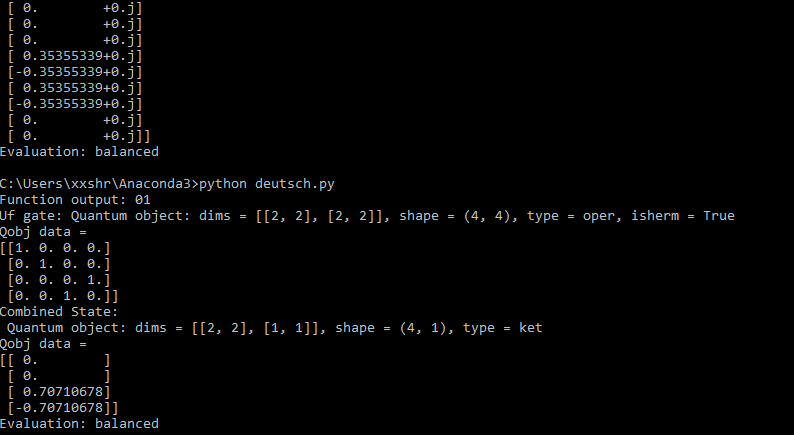 [ 0.        +0.j]
[ 0.        +0.j]
[ 0.        +0.j]
[ 0.35355339+0.j]
[-0.35355339+0.j]
[ 0.35355339+0.j]
[-0.35355339+0.j]
[ 0.        +0.j]
[ 0.        +0.j]]
Evaluation: balanced
C:\Users\xxshr\Anaconda3>python deutsch.py
Function output: 01
Uf gate: Quantum object: dims = [[2, 2], [2, 2]], shape = (4, 4), type = oper, isherm = True
Qobj data =
[[1. 0. 0. 0.]
 [0. 1. 0. 0.]
 [0. 0. 0. 1.]
 [0. 0. 1. 0.]]
Combined State:
 Quantum object: dims = [[2, 2], [1, 1]], shape = (4, 1), type = ket
Qobj data =
[[ 0.        ]
 [ 0.        ]
 [ 0.70710678]
 [-0.70710678]]
Evaluation: balanced